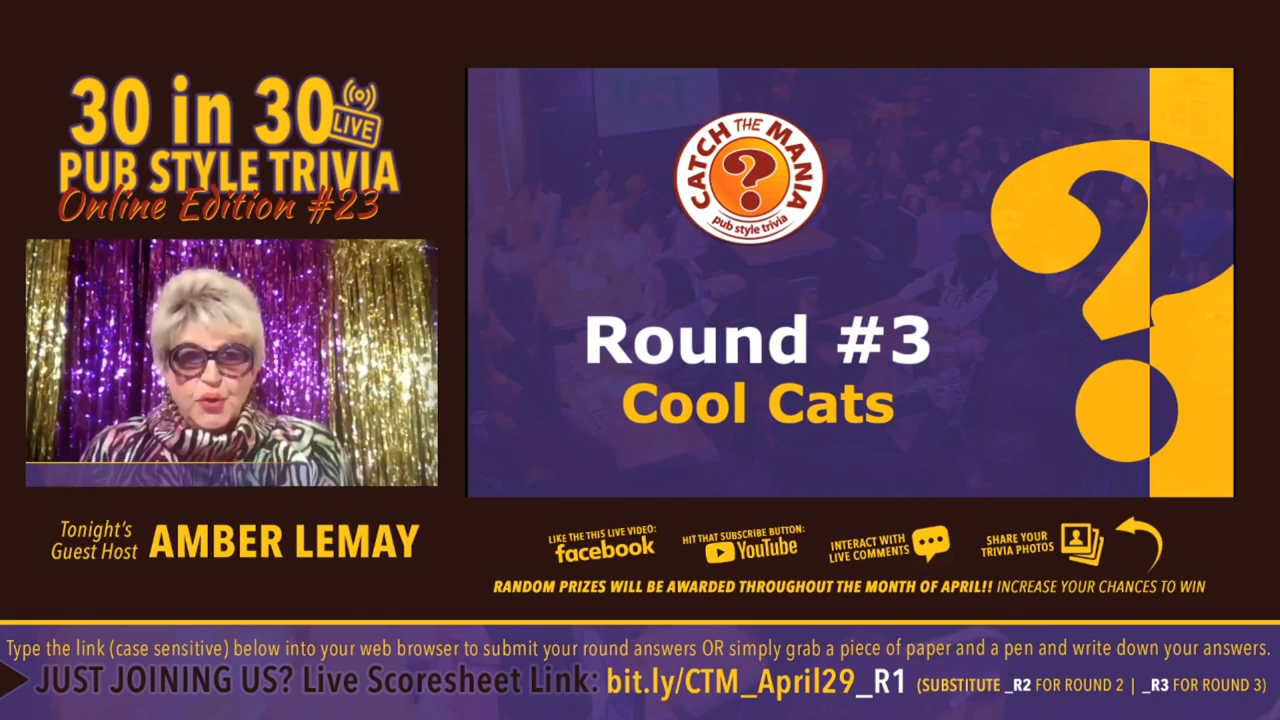 30 in 30
LIVE
PUB STYLE TRIVIA
Online Edition #23
CATCH THE MANIA
?
pub style trivia
?
Round #3
Cool Cats
Tonight's
Guest Host
AMBER LEMAY
LIKE THE THIS LIVE VIDEO:
facebook
HIT THAT SUBSCRIBE BUTTON:
YouTube
INTERACT WITH
LIVE COMMENTS
SHARE YOUR
TRIVIA PHOTOS
RANDOM PRIZES WILL BE AWARDED THROUGHOUT THE MONTH OF APRIL!! INCREASE YOUR CHANCES TO WIN
Type the link (case sensitive) below into your web browser to submit your round answers OR simply grab a piece of paper and a pen and write down your answers.
JUST JOINING US? Live Scoresheet Link: bit.ly/CTM_April29_R1 (SUBSTITUTE _R2 FOR ROUND 2 | _R3 FOR ROUND 3)